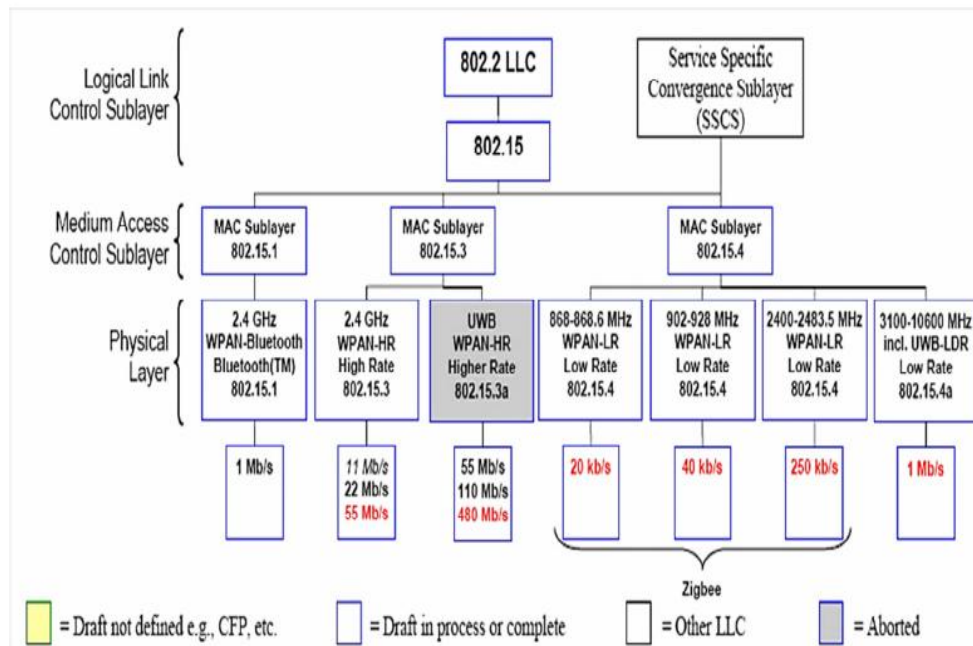 Logical Link
Control Sublayer
802.2 LLC
802.15
Service Specific
Convergence Sublayer
(SSCS)
Medium Access
Control Sublayer
MAC Sublayer
802.15.1
MAC Sublayer
802.15.3
MAC Sublayer
802.15.4
Physical
Layer
2.4 GHz
WPAN-Bluetooth
Bluetooth(TM)
802.15.1
2.4 GHz
WPAN-HR
High Rate
802.15.3
UWB
WPAN-HR
Higher Rate
802.15.3a
868-868.6 MHz
WPAN-LR
Low Rate
802.15.4
902-928 MHz
WPAN-LR
Low Rate
802.15.4
2400-2483.5 MHz
WPAN-LR
Low Rate
802.15.4
3100-10600 MHz
incl. UWB-LDR
Low Rate
802.15.4a
1 Mb/s
11 Mb/s
22 Mb/s
55 Mb/s
55 Mb/s
110 Mb/s
480 Mb/s
20 kb/s
40 kb/s
250 kb/s
1 Mb/s
Zigbee
= Draft not defined e.g., CFP, etc.
= Draft in process or complete
= Other LLC
= Aborted